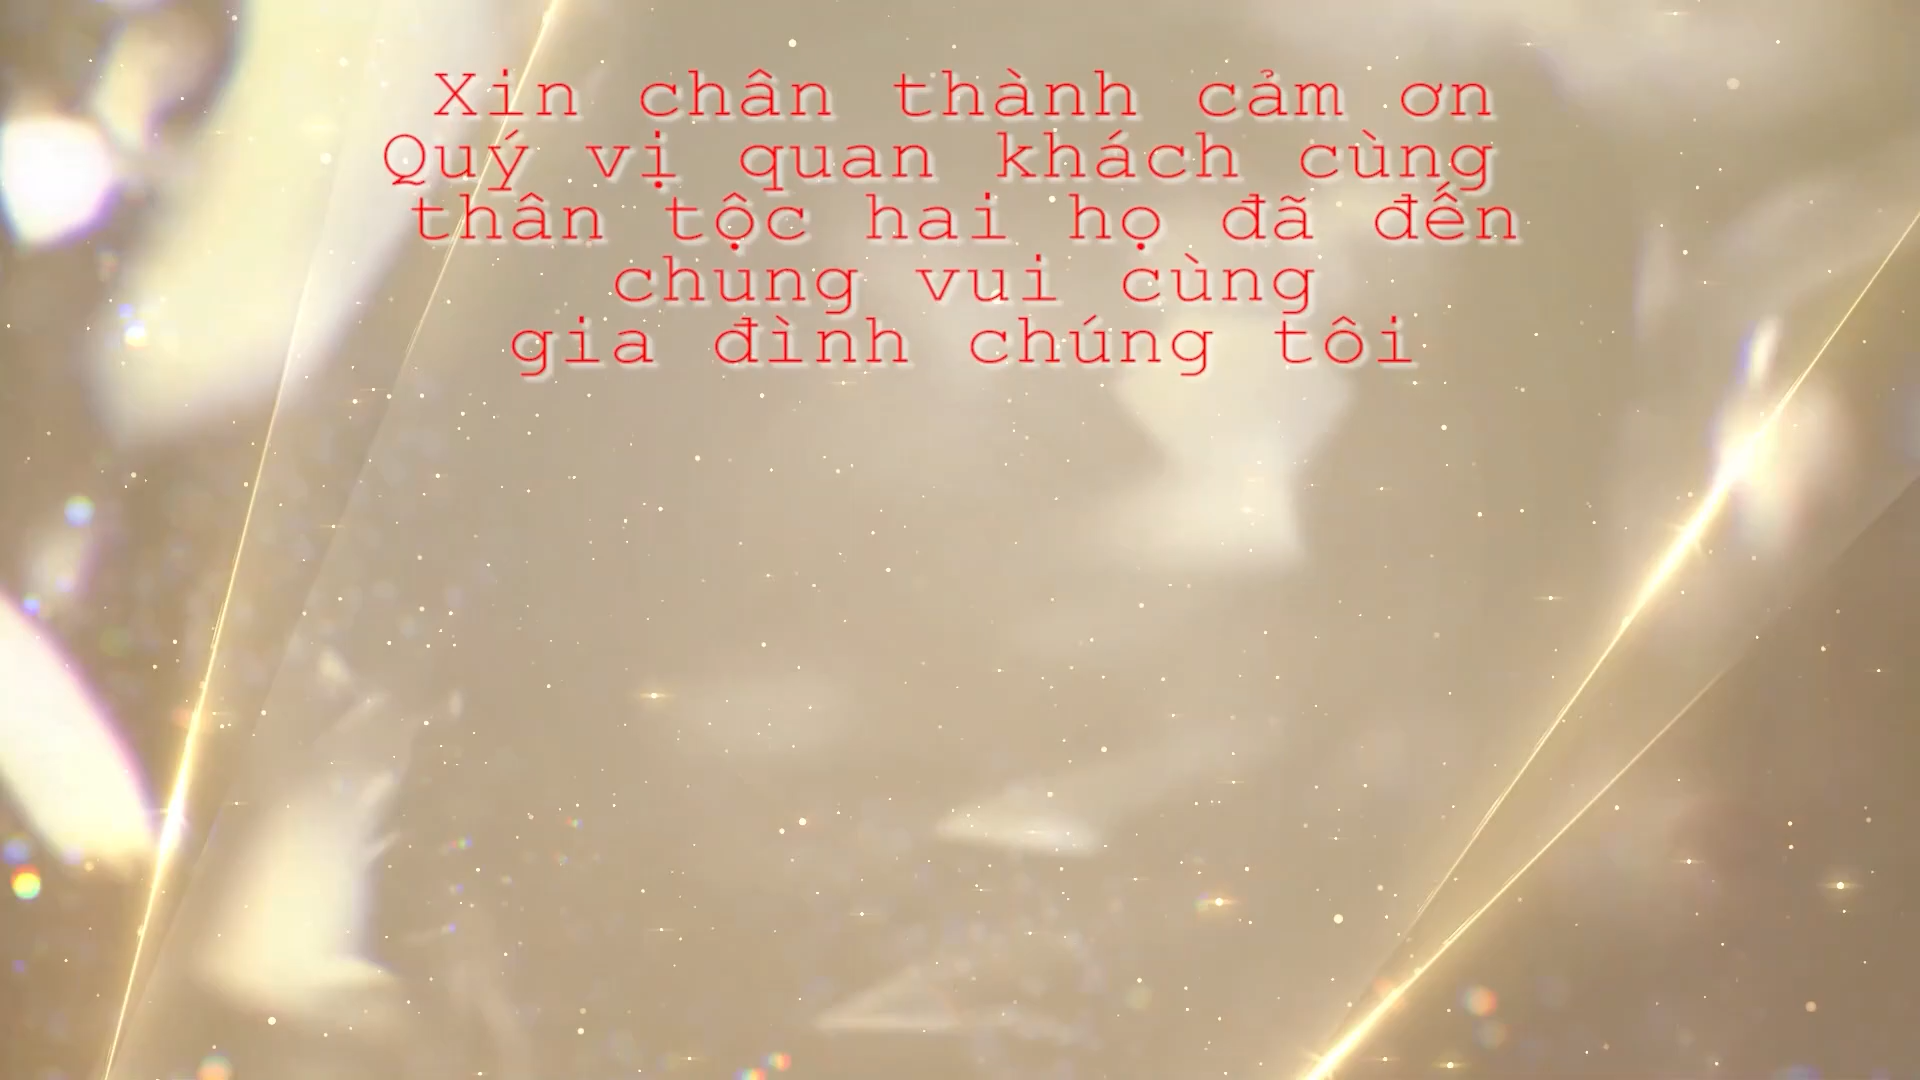 Xin chân thành cảm ơn
Quý vị quan khách cùng
thân tộc hai họ đã đến
chung vui cùng
gia đình chúng tôi